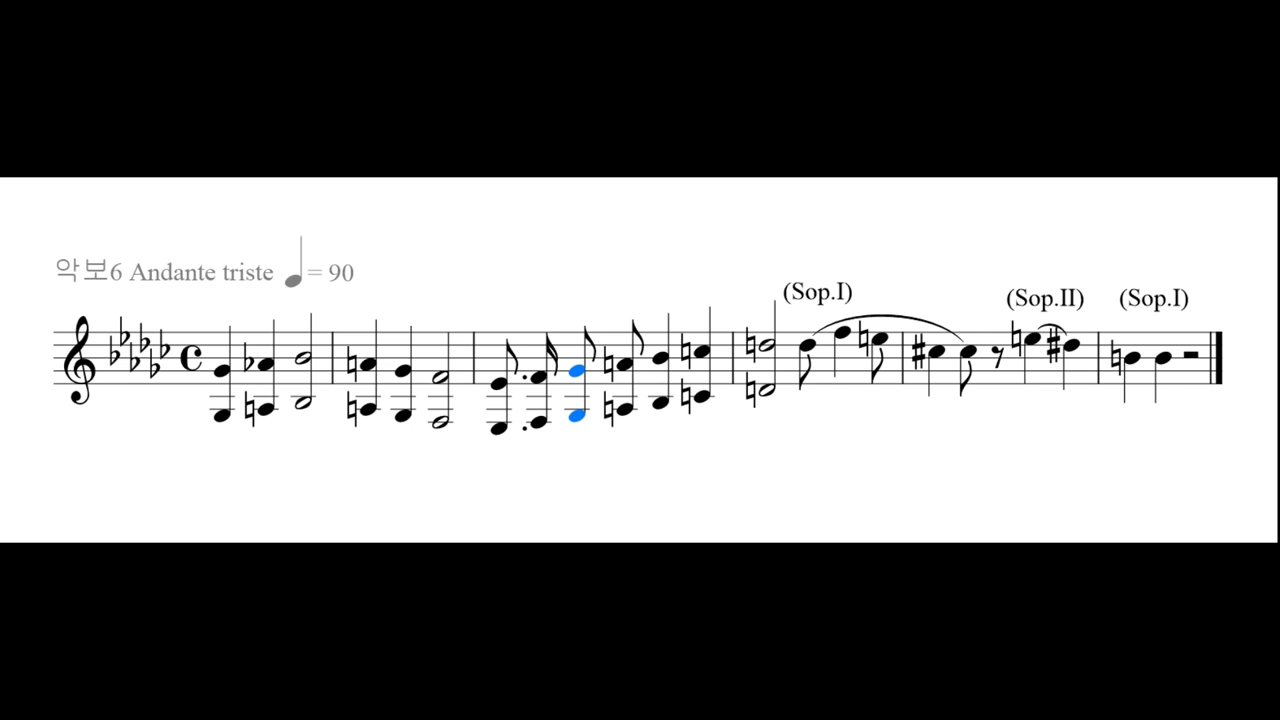 악보6 Andante triste = 90
(Sop.I)
(Sop.II)
(Sop.I)